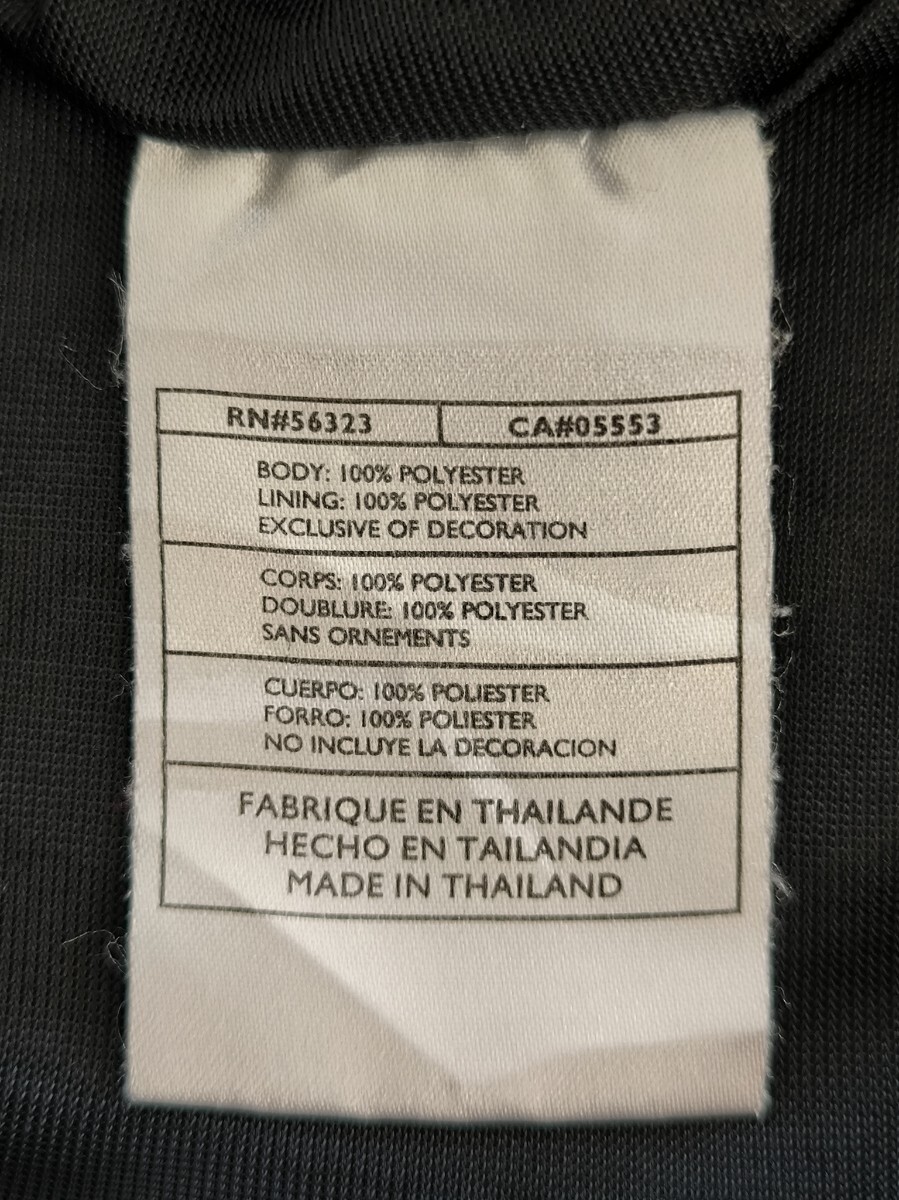 RN#56323 CA#05553
BODY: 100% POLYESTER
LINING: 100% POLYESTER
EXCLUSIVE OF DECORATION
CORPS: 100% POLYESTER
DOUBLURE: 100% POLYESTER
SANS ORNEMENTS
CUERPO: 100% POLIESTER
FORRO: 100% POLIESTER
NO INCLUYE LA DECORACION
FABRIQUE EN THAILANDE
HECHO EN TAILANDIA
MADE IN THAILAND